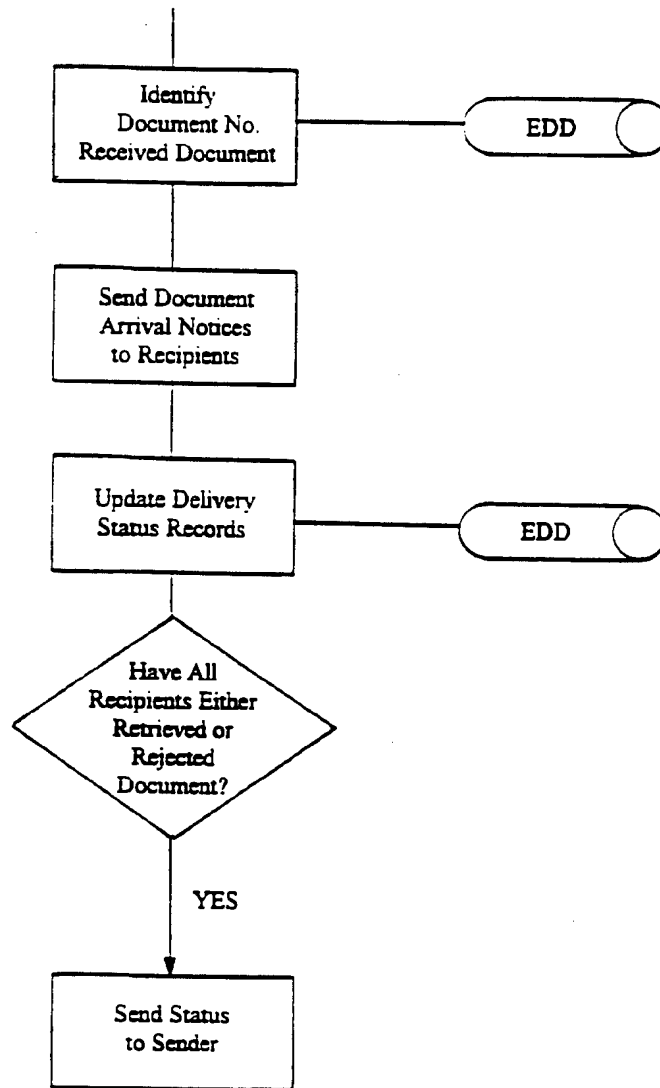 Identify
Document No.
Received Document
EDD
Send Document
Arrival Notices
to Recipients
Update Delivery
Status Records
EDD
Have All
Recipients Either
Retrieved or
Rejected
Document?
YES
Send Status
to Sender